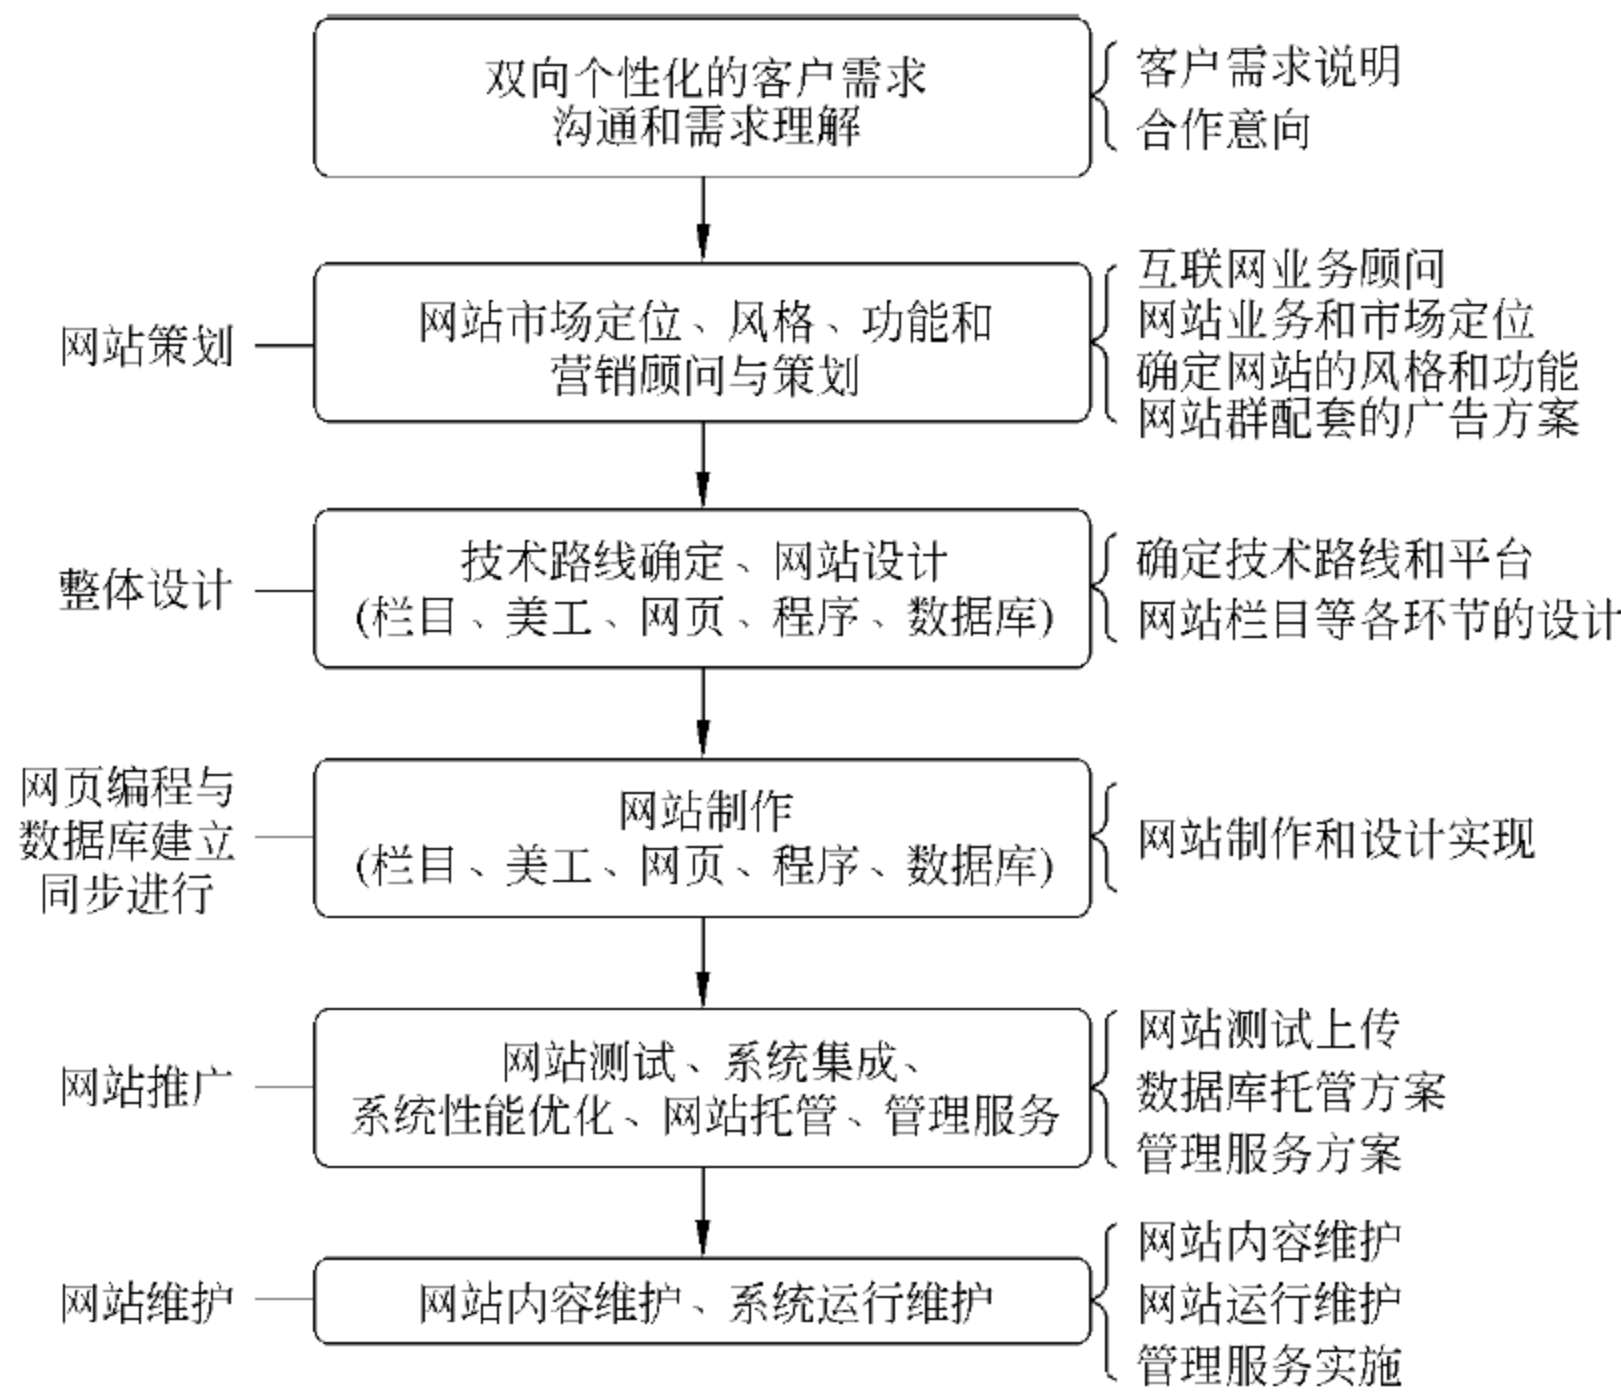 双向个性化的客户需求
沟通和需求理解
客户需求说明
合作意向
网站策划
网站市场定位、风格、功能和
营销顾问与策划
互联网业务顾问
网站业务和市场定位
确定网站的风格和功能
网站群配套的广告方案
整体设计
技术路线确定、网站设计
(栏目、美工、网页、程序、数据库)
确定技术路线和平台
网站栏目等各环节的设计
网页编程与
数据库建立
同步进行
网站制作
(栏目、美工、网页、程序、数据库)
网站制作和设计实现
网站推广
网站测试、系统集成、
系统性能优化、网站托管、管理服务
网站测试上传
数据库托管方案
管理服务方案
网站维护
网站内容维护、系统运行维护
网站内容维护
网站运行维护
管理服务实施